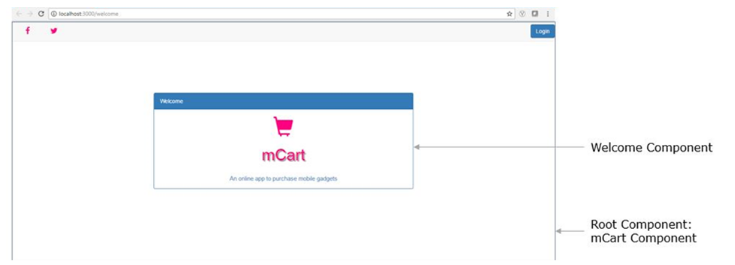 localhost:3000/welcome
Login
Welcome
mCart
An online app to purchase mobile gadgets
Welcome Component
Root Component:
mCart Component